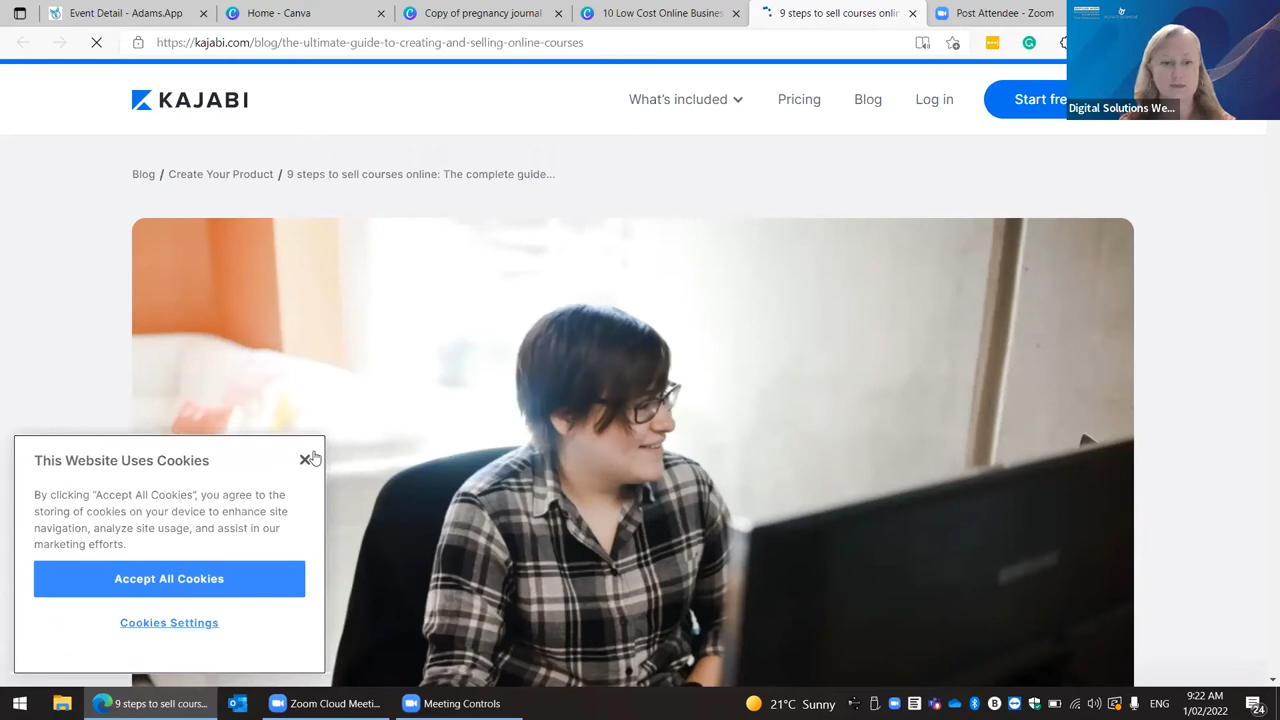 Event Management
Adams. - Canva
Copy of pregnancy journal
10 Low Cost Online Business
9 steps to sell courses onlin
Post Attendee - Zoom
https://kajabi.com/blog/the-ultimate-guide-to-creating-and-selling-online-courses
KAJABI
What's included
Pricing
Blog
Log in
Start fre
Digital Solutions We...
Blog / Create Your Product / 9 steps to sell courses online: The complete guide...
This Website Uses Cookies
By clicking “Accept All Cookies”, you agree to the
storing of cookies on your device to enhance site
navigation, analyze site usage, and assist in our
marketing efforts.
Accept All Cookies
Cookies Settings
9 steps to sell cours...
Zoom Cloud Meeti...
Meeting Controls
21°C Sunny
ENG
9:22 AM
1/02/2022
24